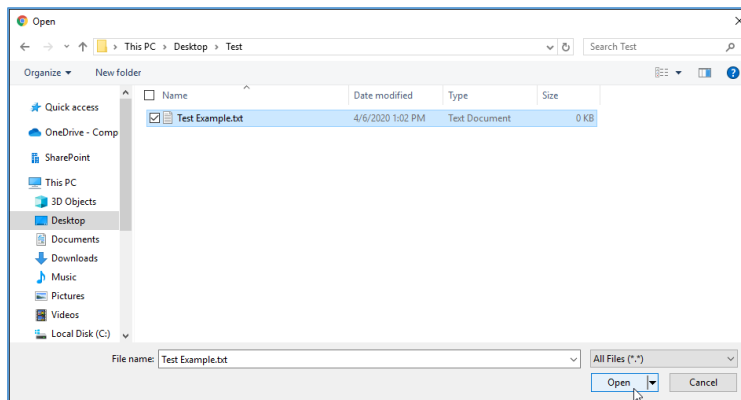 Open
This PC > Desktop > Test
Search Test
Organize
New folder
Name Date modified Type Size
Test Example.txt 4/6/2020 1:02 PM Text Document 0 KB
Quick access
OneDrive - Comp
SharePoint
This PC
3D Objects
Desktop
Documents
Downloads
Music
Pictures
Videos
Local Disk (C:)
File name: Test Example.txt All Files (*.*)
Open Cancel